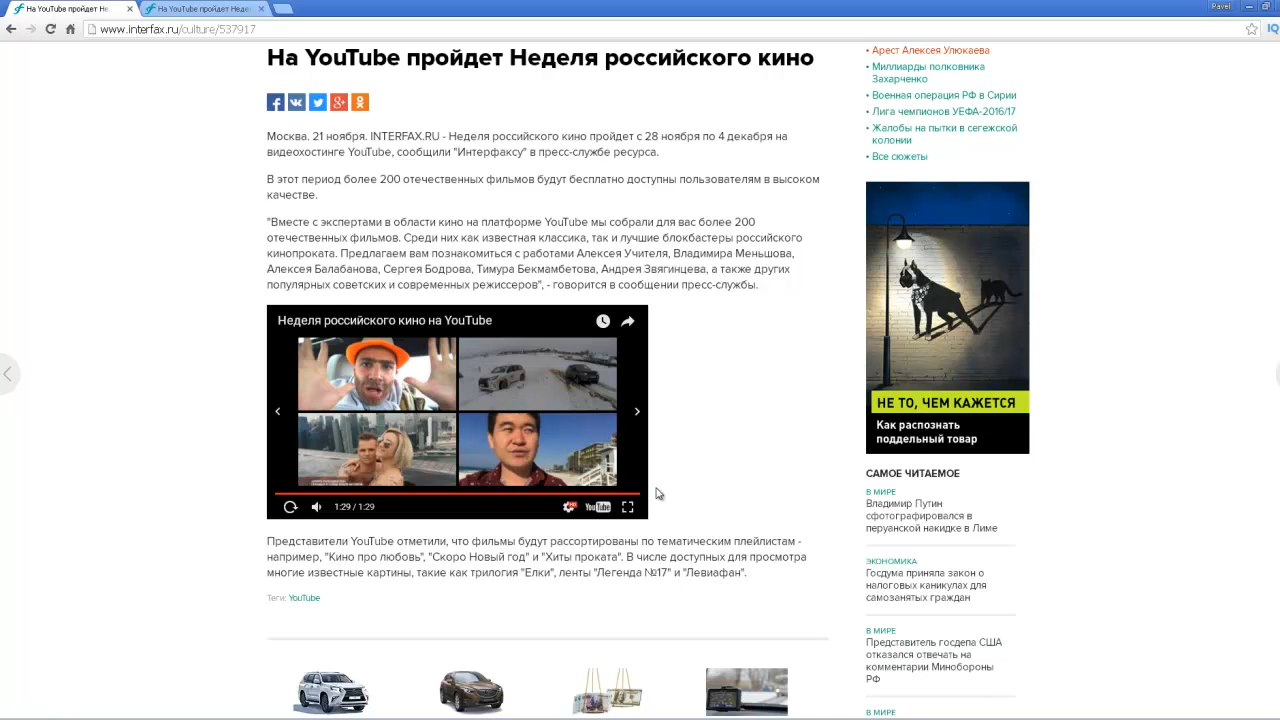 На YouTube пройдет Не
На YouTube пройдет Недел
Pavel
www.interfax.ru/culture/537917
IQ
На YouTube пройдет Неделя российского кино
Москва. 21 ноября. INTERFAX.RU - Неделя российского кино пройдет с 28 ноября по 4 декабря на
видеохостинге YouTube, сообщили "Интерфаксу" в пресс-службе ресурса.
В этот период более 200 отечественных фильмов будут бесплатно доступны пользователям в высоком
качестве.
"Вместе с экспертами в области кино на платформе YouTube мы собрали для вас более 200
отечественных фильмов. Среди них как известная классика, так и лучшие блокбастеры российского
кинопроката. Предлагаем вам познакомиться с работами Алексея Учителя, Владимира Меньшова,
Алексея Балабанова, Сергея Бодрова, Тимура Бекмамбетова, Андрея Звягинцева, а также других
популярных советских и современных режиссеров", - говорится в сообщении пресс-службы.
Неделя российского кино на YouTube
1:29 / 1:29
YouTube
Представители YouTube отметили, что фильмы будут рассортированы по тематическим плейлистам -
например, "Кино про любовь", "Скоро Новый год" и "Хиты проката". В числе доступных для просмотра
многие известные картины, такие как трилогия "Елки", ленты "Легенда №17" и "Левиафан".
Теги: YouTube
• Арест Алексея Улюкаева
• Миллиарды полковника
Захарченко
• Военная операция РФ в Сирии
• Лига чемпионов УЕФА-2016/17
• Жалобы на пытки в сегежской
колонии
• Все сюжеты
НЕ ТО, ЧЕМ КАЖЕТСЯ
Как распознать
поддельный товар
САМОЕ ЧИТАЕМОЕ
В МИРЕ
Владимир Путин
сфотографировался в
перуанской накидке в Лиме
ЭКОНОМИКА
Госдума приняла закон о
налоговых каникулах для
самозанятых граждан
В МИРЕ
Представитель госдепа США
отказался отвечать на
комментарии Минобороны
РФ
В МИРЕ